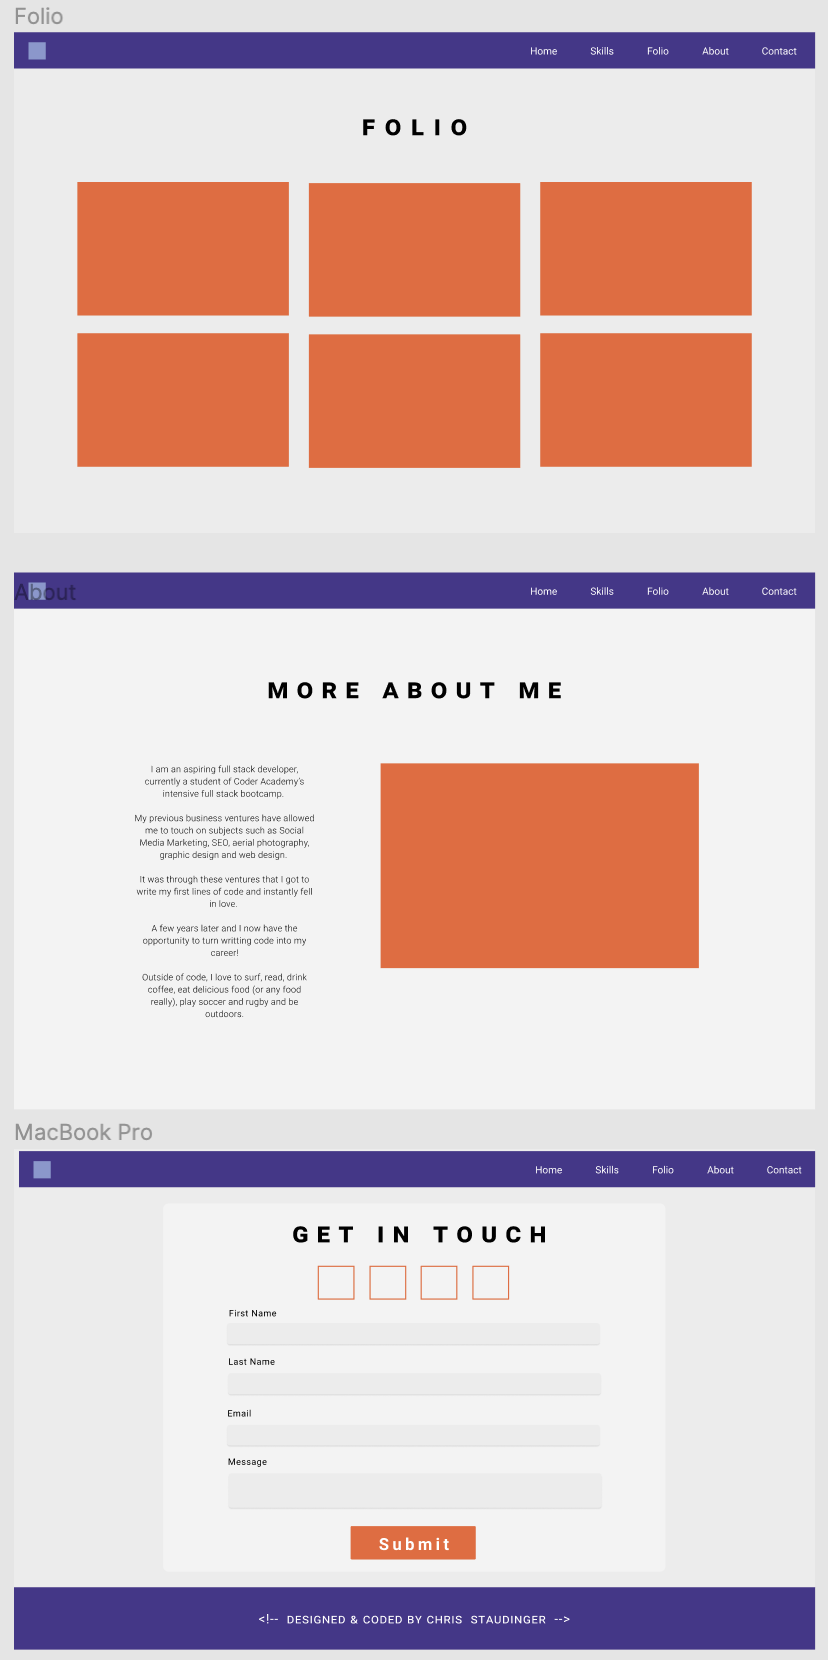 Folio
Home Skills Folio About Contact
FOLIO
About
Home Skills Folio About Contact
MORE ABOUT ME
I am an aspiring full stack developer,
currently a student of Coder Academy's
intensive full stack bootcamp.
My previous business ventures have allowed
me to touch on subjects such as Social
Media Marketing, SEO, aerial photography,
graphic design and web design.
It was through these ventures that I got to
write my first lines of code and instantly fell
in love.
A few years later and I now have the
opportunity to turn writting code into my
career!
Outside of code, I love to surf, read, drink
coffee, eat delicious food (or any food
really), play soccer and rugby and be
outdoors.
MacBook Pro
Home Skills Folio About Contact
GET IN TOUCH
First Name
Last Name
Email
Message
Submit
<!-- DESIGNED & CODED BY CHRIS STAUDINGER -->